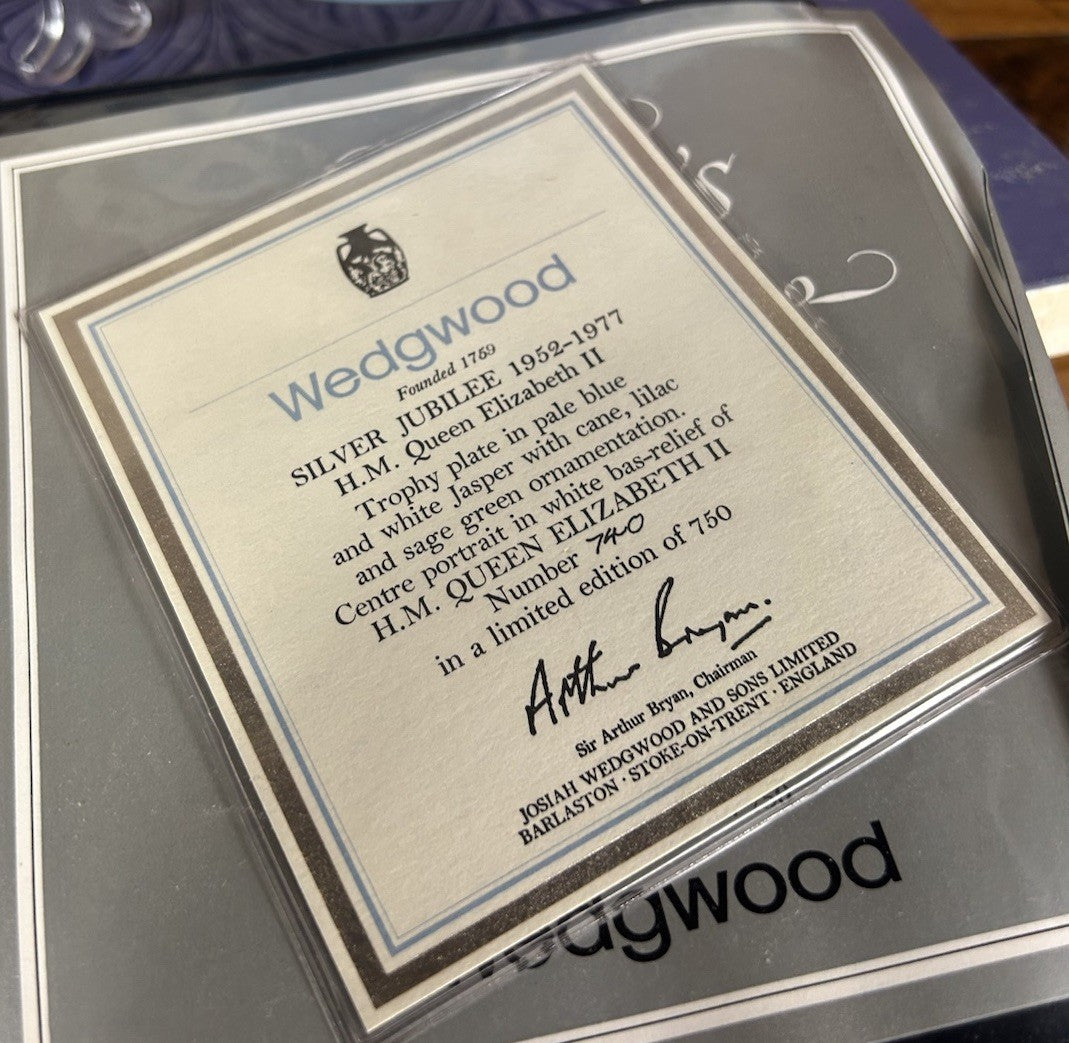 Wedgwood
Founded 1759
SILVER JUBILEE 1952-1977
H.M. Queen Elizabeth II
Trophy plate in pale blue
and white Jasper with cane, lilac
and sage green ornamentation.
Centre portrait in white bas-relief of
H.M. QUEEN ELIZABETH II
Number 740
in a limited edition of 750
Arthur Bryan.
Sir Arthur Bryan, Chairman
JOSIAH WEDGWOOD AND SONS LIMITED
BARLASTON · STOKE-ON-TRENT · ENGLAND
Wedgwood